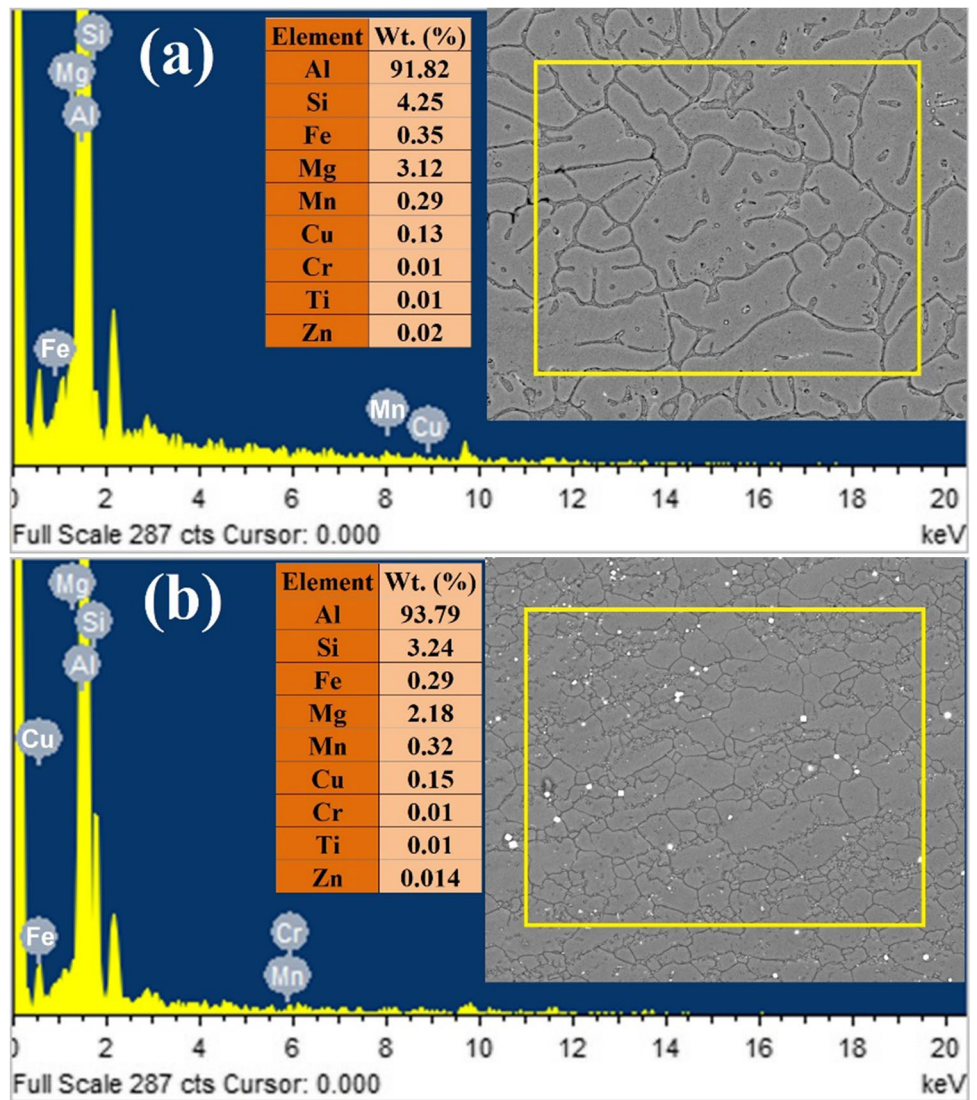 (a)
Si
Mg
Al
Fe
Mn
Cu
Element Wt. (%)
Al 91.82
Si 4.25
Fe 0.35
Mg 3.12
Mn 0.29
Cu 0.13
Cr 0.01
Ti 0.01
Zn 0.02
0 2 4 6 8 10 12 14 16 18 20
Full Scale 287 cts Cursor: 0.000 keV
(b)
Mg
Si
Al
Cu
Fe
Cr
Mn
Element Wt. (%)
Al 93.79
Si 3.24
Fe 0.29
Mg 2.18
Mn 0.32
Cu 0.15
Cr 0.01
Ti 0.01
Zn 0.014
0 2 4 6 8 10 12 14 16 18 20
Full Scale 287 cts Cursor: 0.000 keV